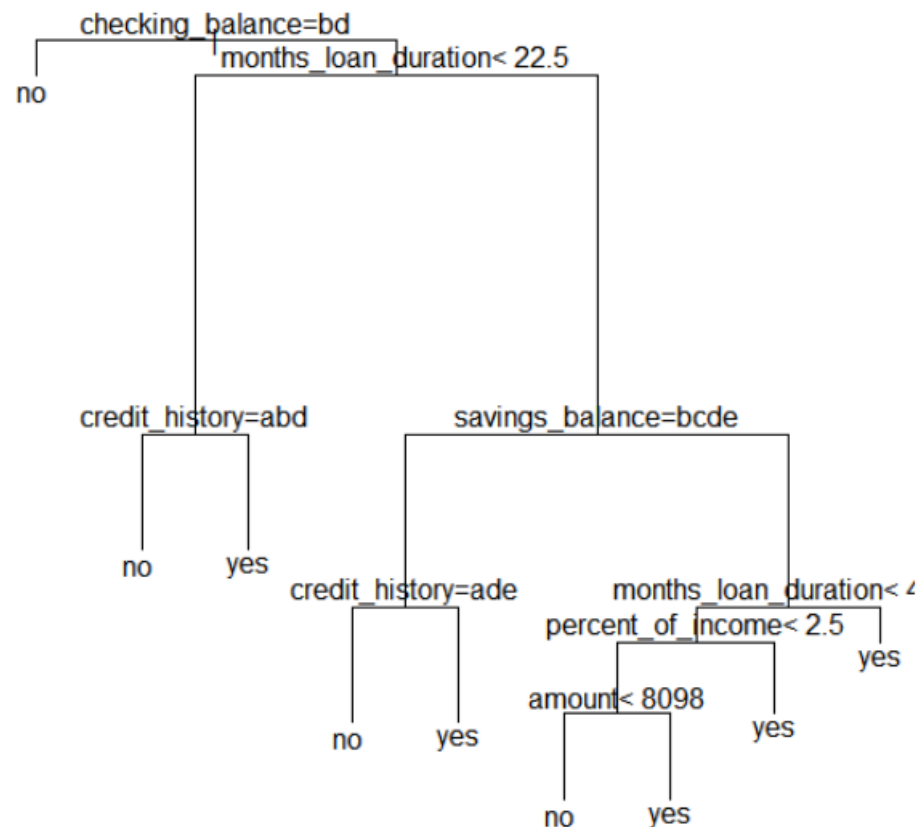 checking_balance=bd
months_loan_duration< 22.5
no
credit_history=abd
savings_balance=bcde
no
yes
credit_history=ade
months_loan_duration< 4
percent_of_income< 2.5
yes
amount< 8098
no
yes
yes
no
yes